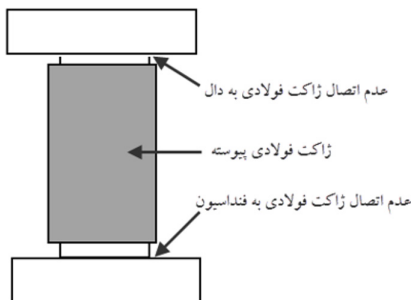 عدم اتصال ژاکت فولادی به دال
ژاکت فولادی پیوسته
عدم اتصال ژاکت فولادی به فنداسیون